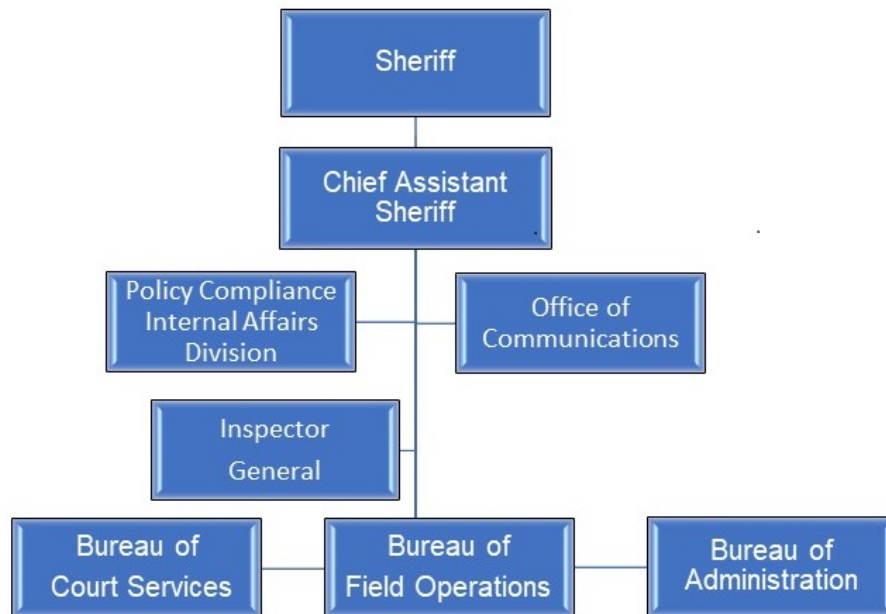 Sheriff
Chief Assistant
Sheriff
Policy Compliance
Internal Affairs
Division
Office of
Communications
Inspector
General
Bureau of
Court Services
Bureau of
Field Operations
Bureau of
Administration